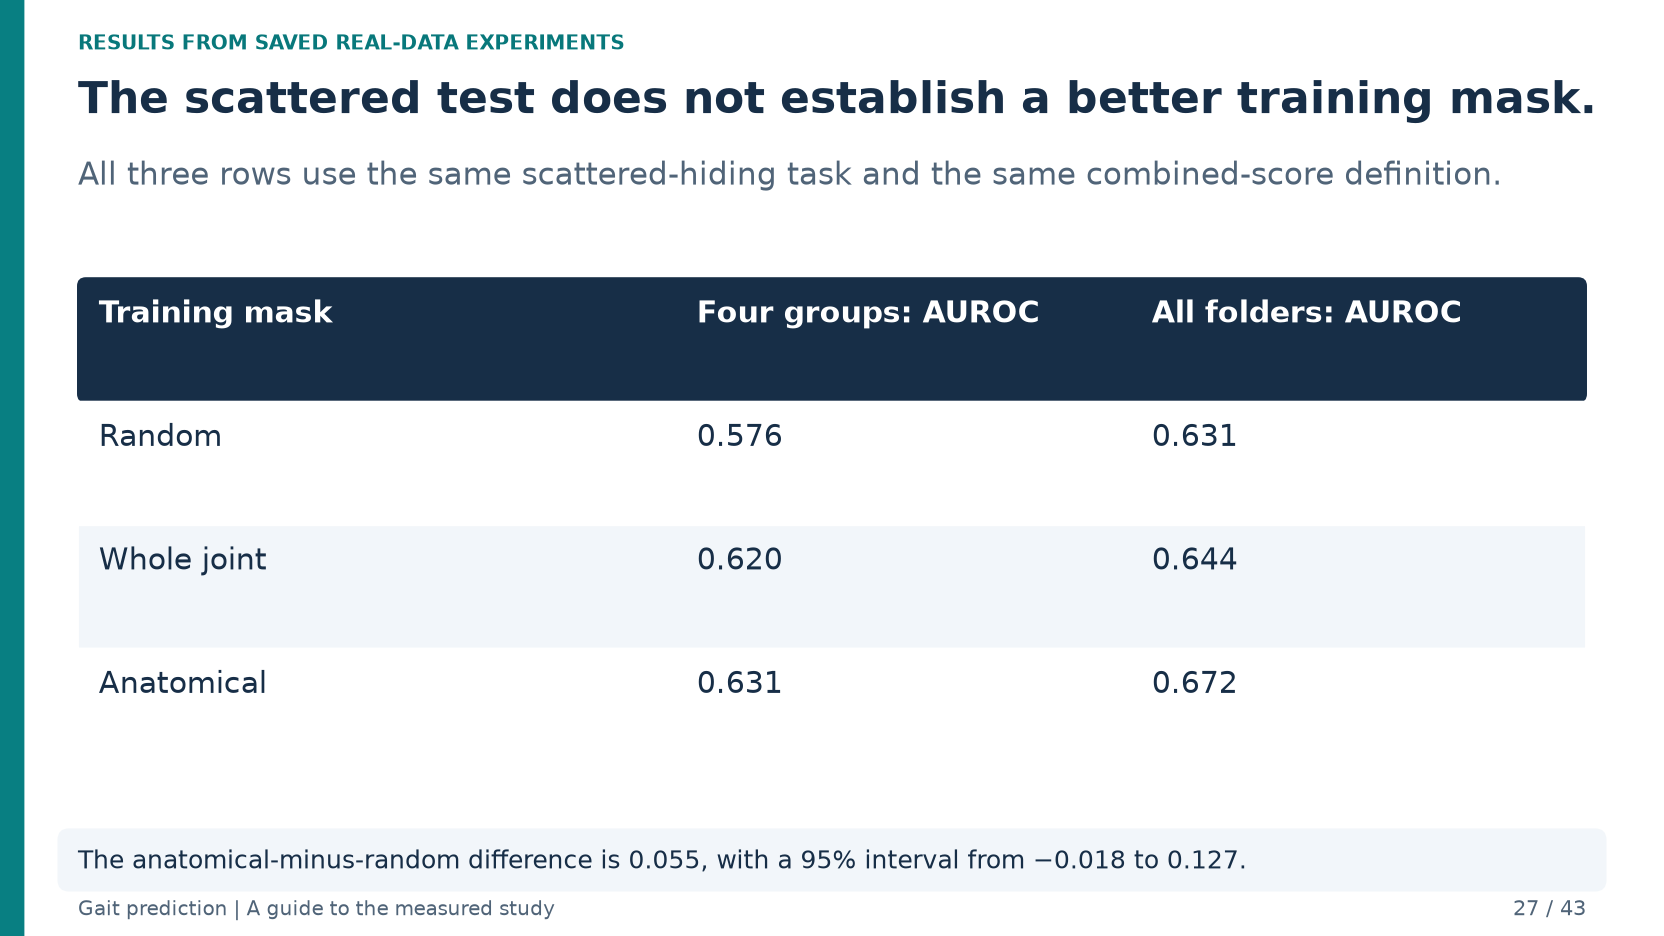 RESULTS FROM SAVED REAL-DATA EXPERIMENTS
The scattered test does not establish a better training mask.
All three rows use the same scattered-hiding task and the same combined-score definition.
Training mask Four groups: AUROC All folders: AUROC
Random 0.576 0.631
Whole joint 0.620 0.644
Anatomical 0.631 0.672
The anatomical-minus-random difference is 0.055, with a 95% interval from −0.018 to 0.127.
Gait prediction | A guide to the measured study 27 / 43